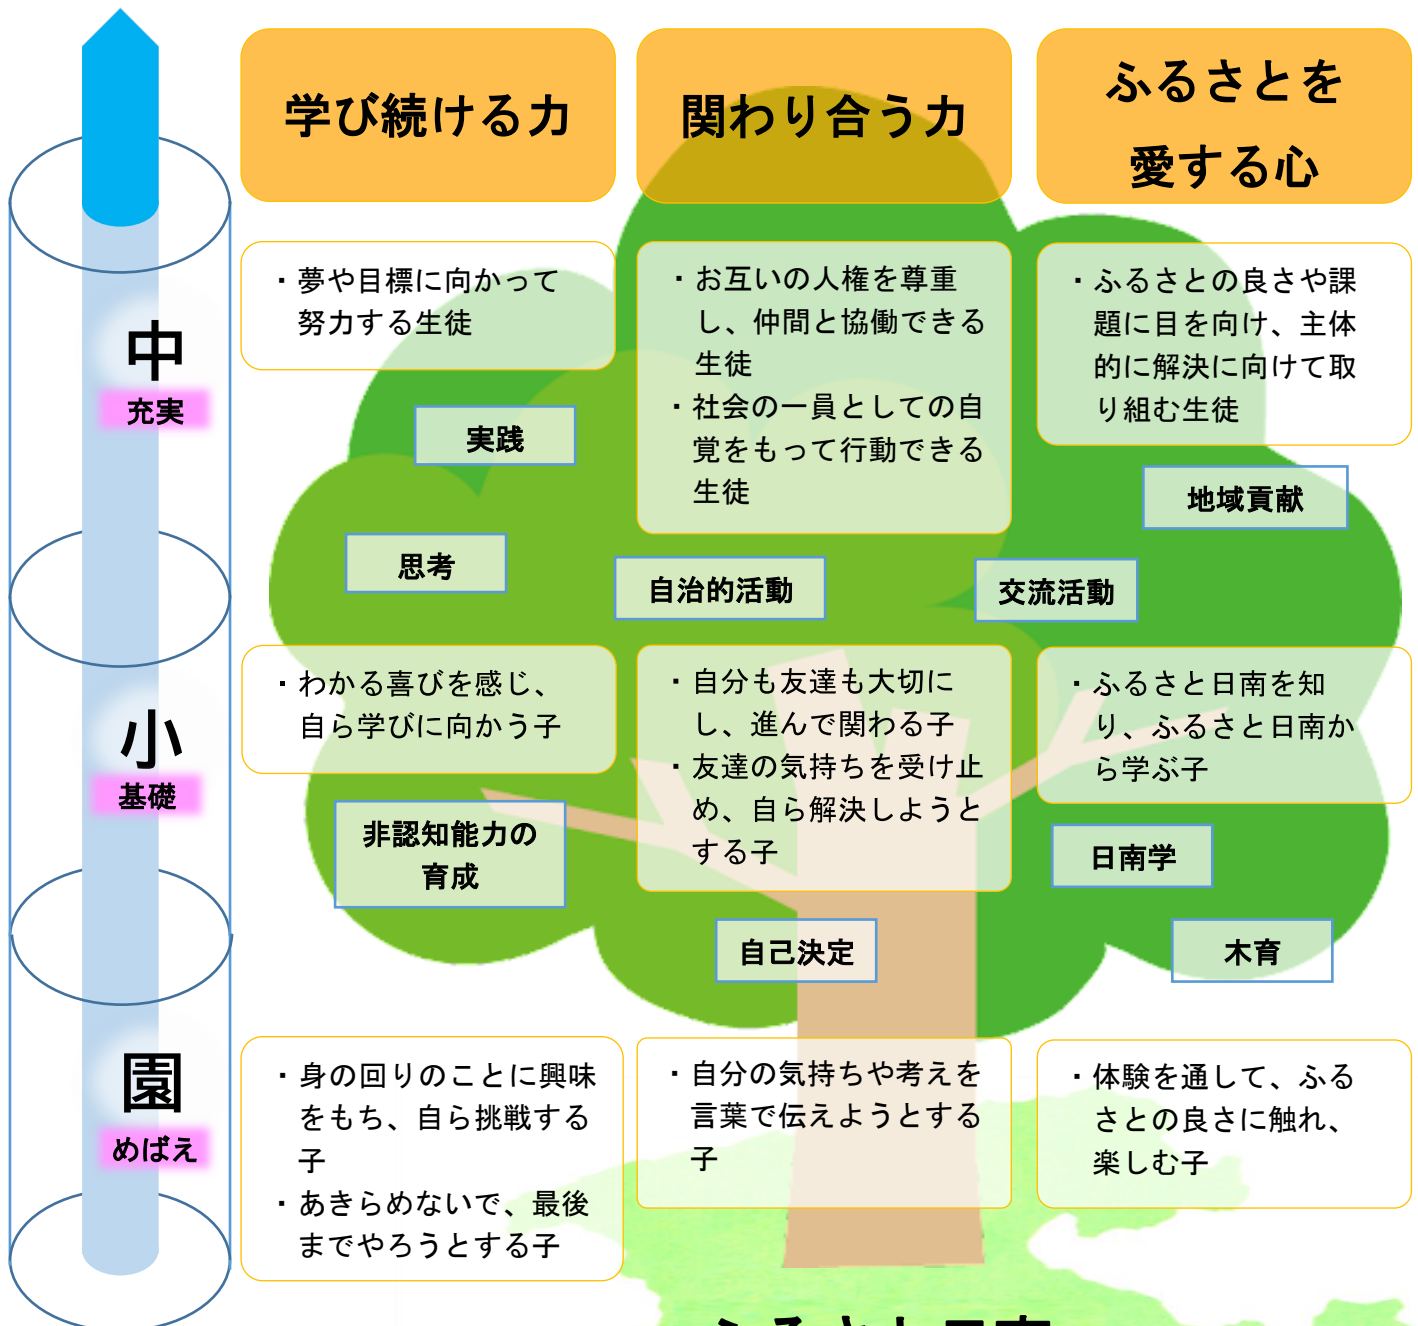 学び続ける力
関わり合う力
ふるさとを
愛する心
中
充実
・夢や目標に向かって
努力する生徒
・お互いの人権を尊重
し、仲間と協働できる
生徒
・社会の一員としての自
覚をもって行動できる
生徒
・ふるさとの良さや課
題に目を向け、主体
的に解決に向けて取
り組む生徒
実践
地域貢献
思考
自治的活動
交流活動
小
基礎
・わかる喜びを感じ、
自ら学びに向かう子
・自分も友達も大切に
し、進んで関わる子
・友達の気持ちを受け止
め、自ら解決しようと
する子
・ふるさと日南を知
り、ふるさと日南か
ら学ぶ子
非認知能力の
育成
日南学
自己決定
木育
園
めばえ
・身の回りのことに興味
をもち、自ら挑戦する
子
・あきらめないで、最後
までやろうとする子
・自分の気持ちや考えを
言葉で伝えようとする
子
・体験を通して、ふる
さとの良さに触れ、
楽しむ子
ふるさと日南